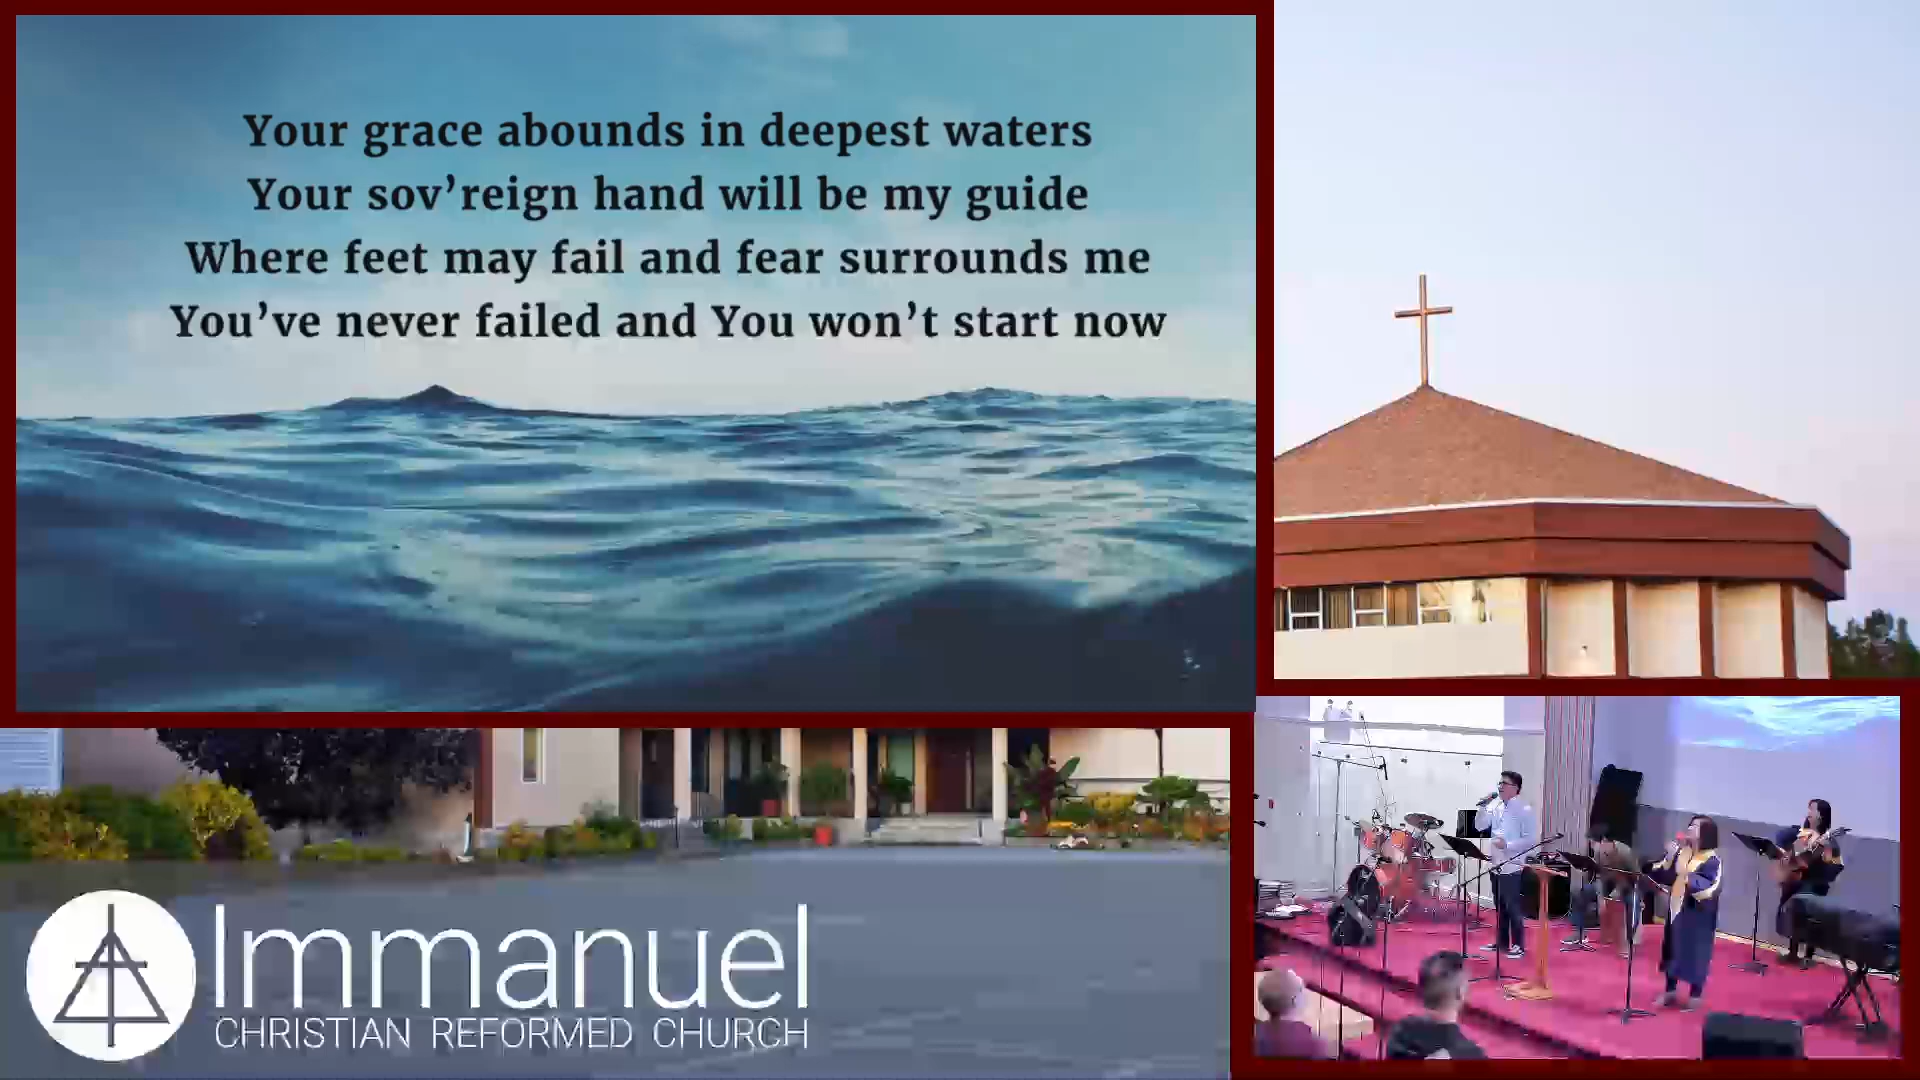 Your grace abounds in deepest waters
Your sov’reign hand will be my guide
Where feet may fail and fear surrounds me
You’ve never failed and You won’t start now
Immanuel
CHRISTIAN REFORMED CHURCH